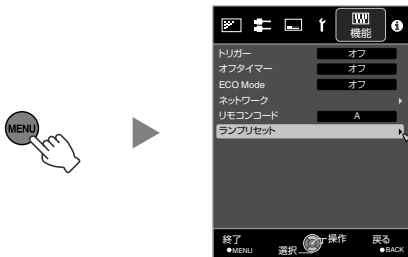 MENU
機能
トリガー オフ
オフタイマー オフ
ECO Mode オフ
ネットワーク
リモコンコード A
ランプリセット
終了 操作 戻る
●MENU 選択 ●BACK